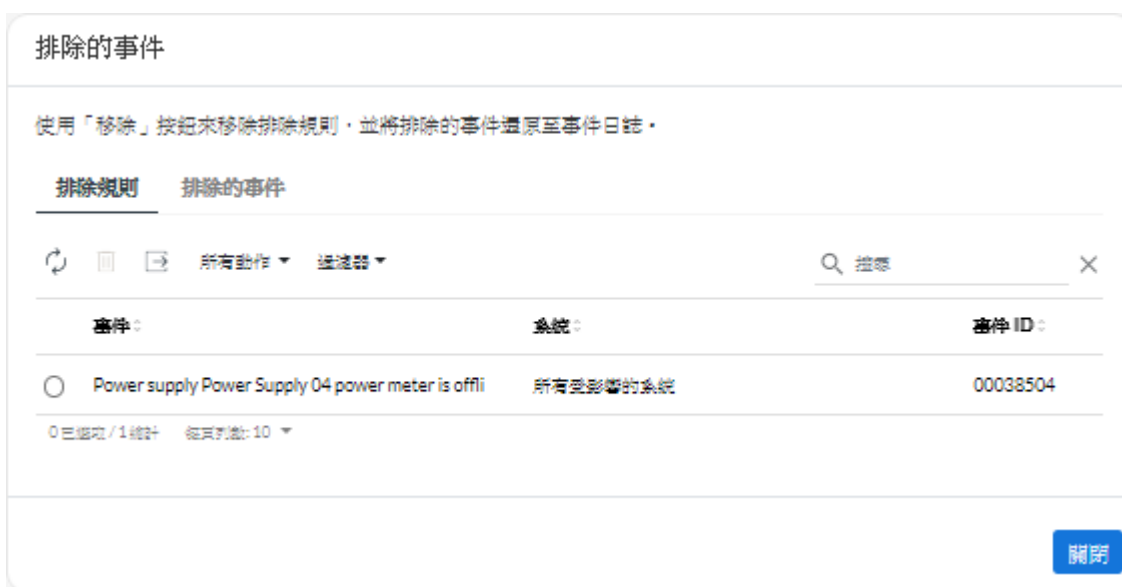 排除的事件
使用「移除」按鈕來移除排除規則，並將排除的事件還原至事件日誌。
排除規則 排除的事件
所有動作 過濾器 搜尋
事件 系統 事件 ID
Power supply Power Supply 04 power meter is offli 所有受影響的系統 00038504
0 已選取 / 1 總計 每頁列數: 10
關閉